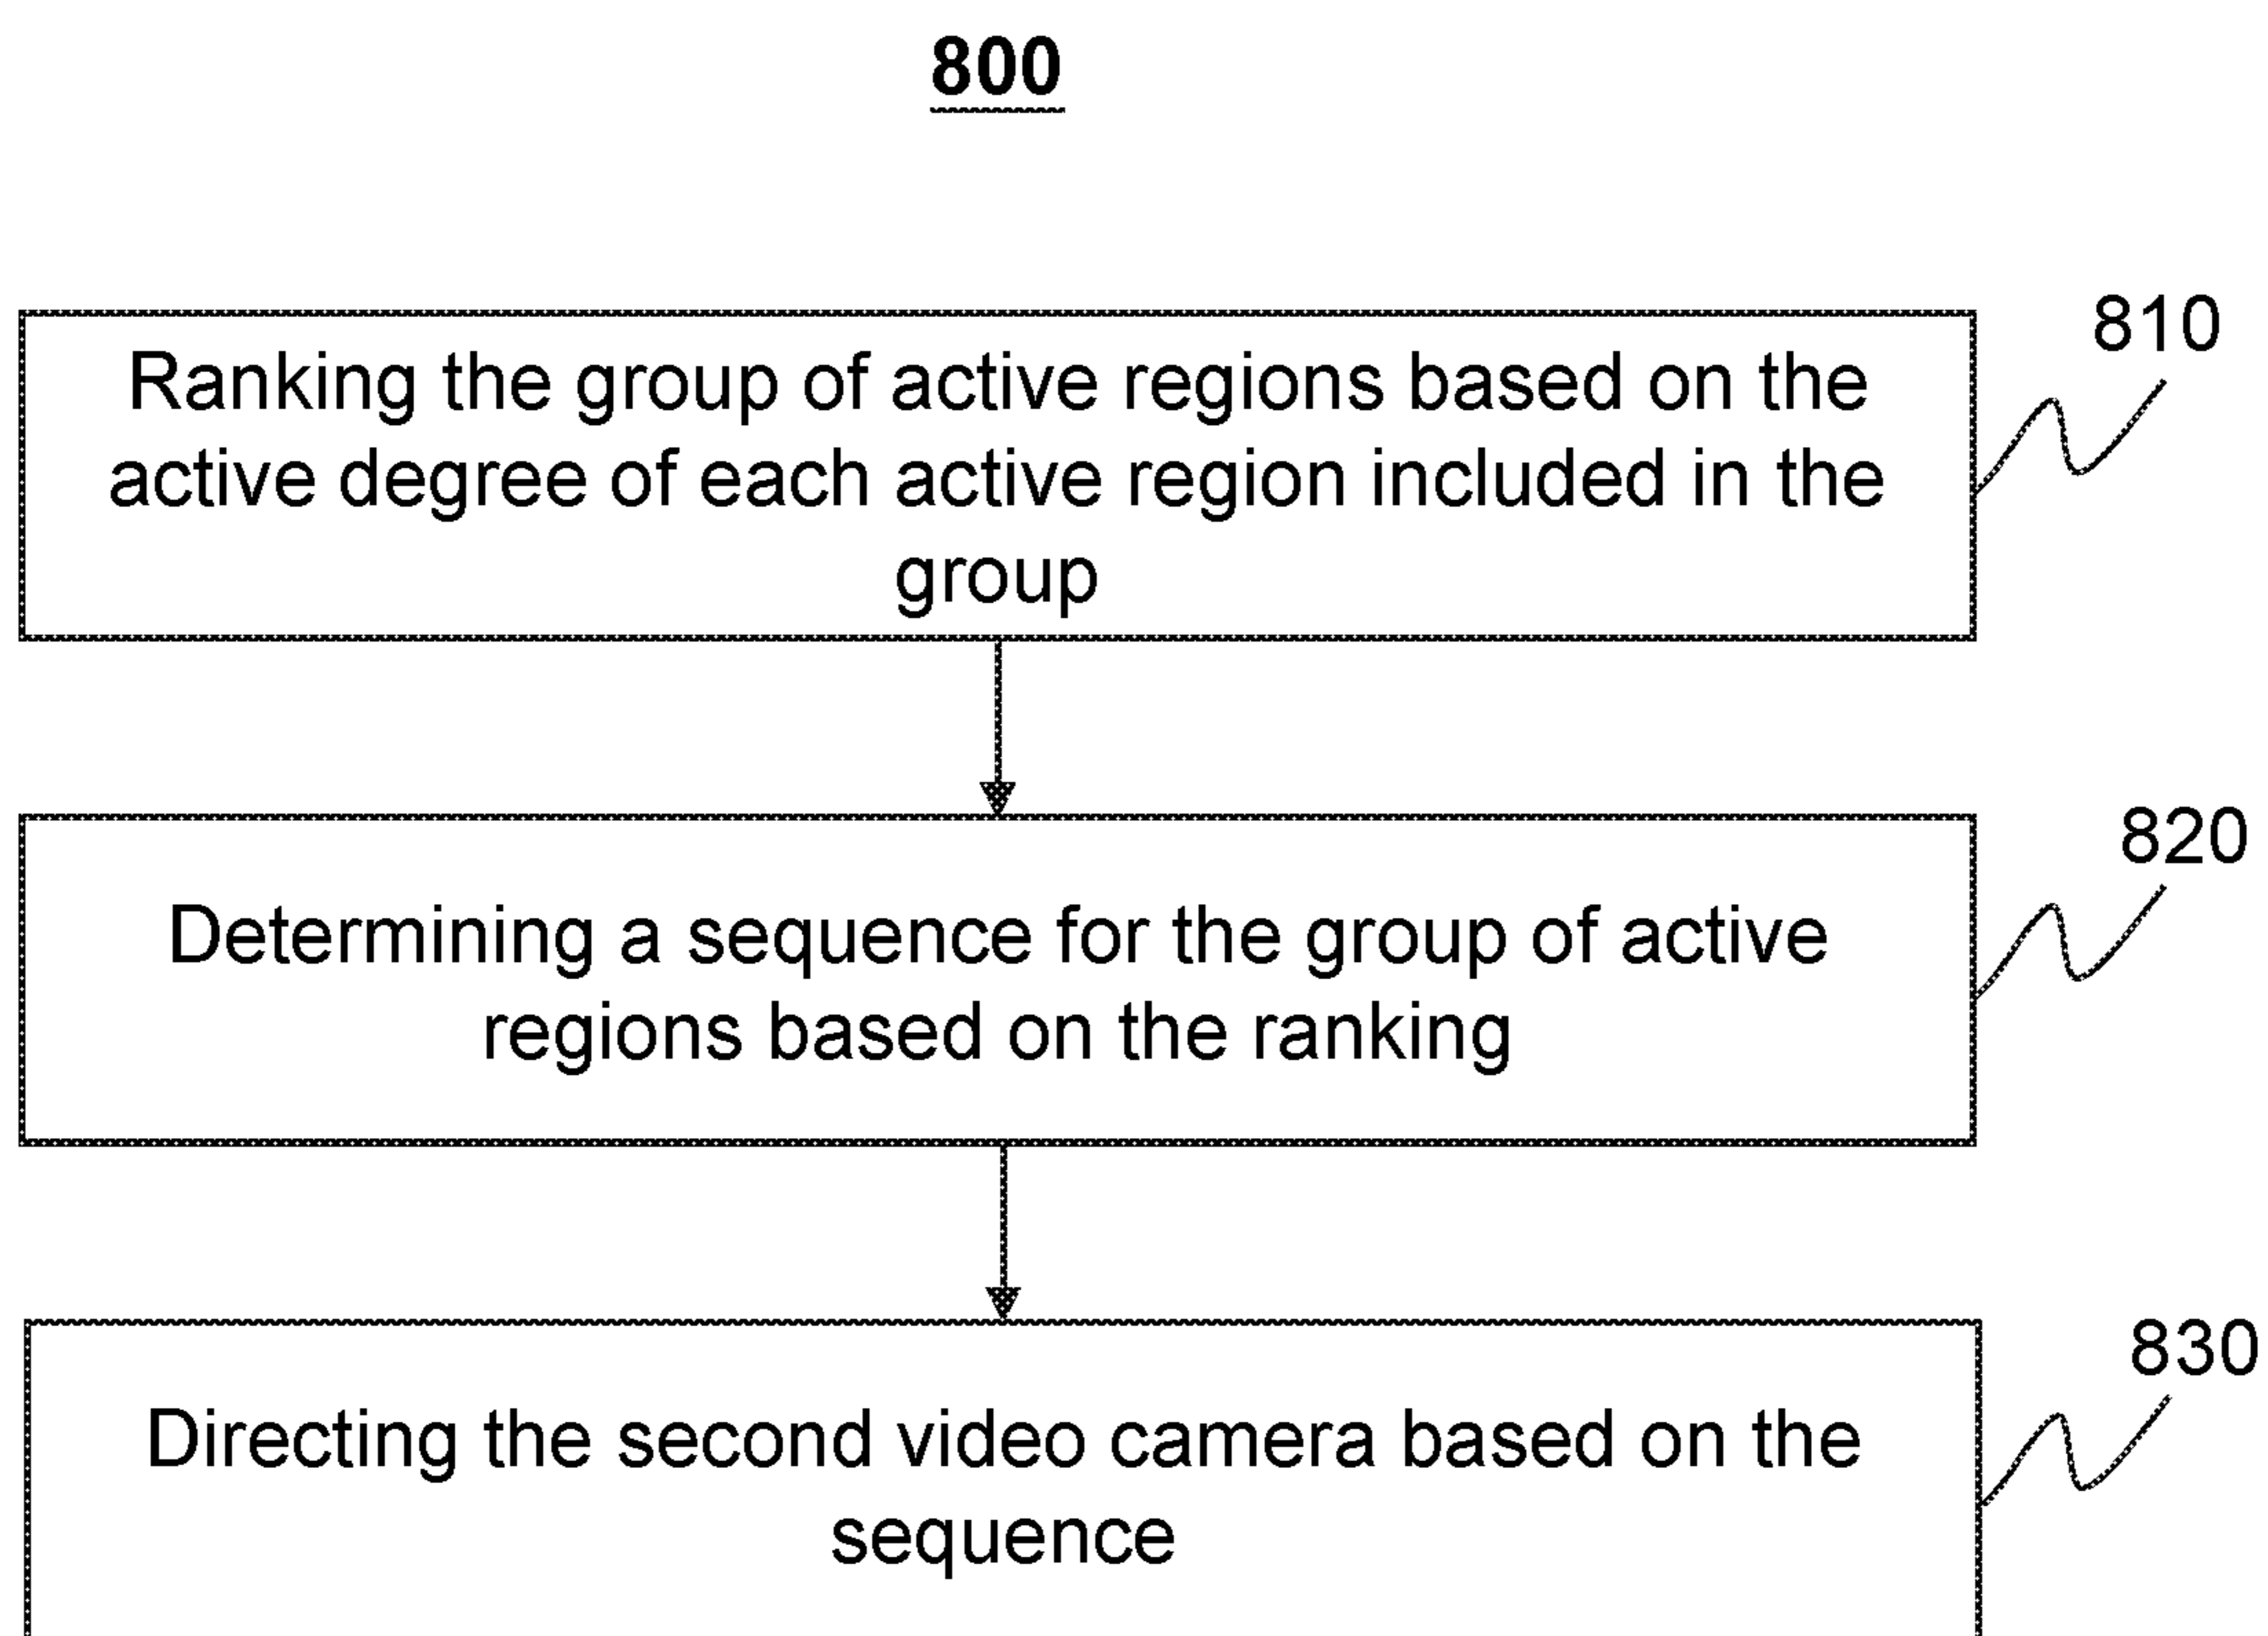 800
810
Ranking the group of active regions based on the
active degree of each active region included in the
group
820
Determining a sequence for the group of active
regions based on the ranking
830
Directing the second video camera based on the
sequence